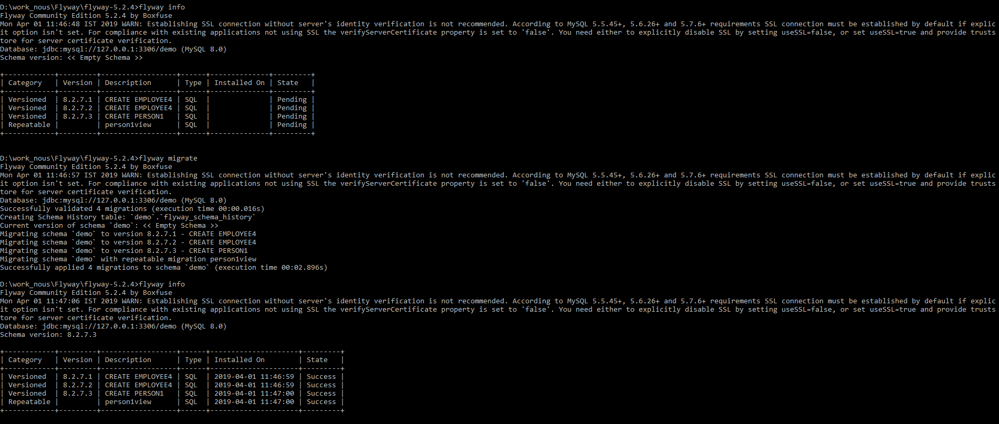 D:\work_nous\Flyway\flyway-5.2.4>flyway info
Flyway Community Edition 5.2.4 by Boxfuse
Mon Apr 01 11:46:48 IST 2019 WARN: Establishing SSL connection without server's identity verification is not recommended. According to MySQL 5.5.45+, 5.6.26+ and 5.7.6+ requirements SSL connection must be established by default if explic
it option isn't set. For compliance with existing applications not using SSL the verifyServerCertificate property is set to 'false'. You need either to explicitly disable SSL by setting useSSL=false, or set useSSL=true and provide trusts
tore for server certificate verification.
Database: jdbc:mysql://127.0.0.1:3306/demo (MySQL 8.0)
Schema version: << Empty Schema >>

+------------+---------+------------------+------+--------------+---------+
| Category   | Version | Description      | Type | Installed On | State   |
+------------+---------+------------------+------+--------------+---------+
| Versioned  | 8.2.7.1 | CREATE EMPLOYEE4 | SQL  |              | Pending |
| Versioned  | 8.2.7.2 | CREATE EMPLOYEE4 | SQL  |              | Pending |
| Versioned  | 8.2.7.3 | CREATE PERSON1   | SQL  |              | Pending |
| Repeatable |         | person1view      | SQL  |              | Pending |
+------------+---------+------------------+------+--------------+---------+

D:\work_nous\Flyway\flyway-5.2.4>flyway migrate
Flyway Community Edition 5.2.4 by Boxfuse
Mon Apr 01 11:46:57 IST 2019 WARN: Establishing SSL connection without server's identity verification is not recommended. According to MySQL 5.5.45+, 5.6.26+ and 5.7.6+ requirements SSL connection must be established by default if explic
it option isn't set. For compliance with existing applications not using SSL the verifyServerCertificate property is set to 'false'. You need either to explicitly disable SSL by setting useSSL=false, or set useSSL=true and provide trusts
tore for server certificate verification.
Database: jdbc:mysql://127.0.0.1:3306/demo (MySQL 8.0)
Successfully validated 4 migrations (execution time 00:00.016s)
Creating Schema History table: `demo`.`flyway_schema_history`
Current version of schema `demo`: << Empty Schema >>
Migrating schema `demo` to version 8.2.7.1 - CREATE EMPLOYEE4
Migrating schema `demo` to version 8.2.7.2 - CREATE EMPLOYEE4
Migrating schema `demo` to version 8.2.7.3 - CREATE PERSON1
Migrating schema `demo` with repeatable migration person1view
Successfully applied 4 migrations to schema `demo` (execution time 00:02.896s)

D:\work_nous\Flyway\flyway-5.2.4>flyway info
Flyway Community Edition 5.2.4 by Boxfuse
Mon Apr 01 11:47:06 IST 2019 WARN: Establishing SSL connection without server's identity verification is not recommended. According to MySQL 5.5.45+, 5.6.26+ and 5.7.6+ requirements SSL connection must be established by default if explic
it option isn't set. For compliance with existing applications not using SSL the verifyServerCertificate property is set to 'false'. You need either to explicitly disable SSL by setting useSSL=false, or set useSSL=true and provide trusts
tore for server certificate verification.
Database: jdbc:mysql://127.0.0.1:3306/demo (MySQL 8.0)
Schema version: 8.2.7.3

+------------+---------+------------------+------+---------------------+---------+
| Category   | Version | Description      | Type | Installed On        | State   |
+------------+---------+------------------+------+---------------------+---------+
| Versioned  | 8.2.7.1 | CREATE EMPLOYEE4 | SQL  | 2019-04-01 11:46:59 | Success |
| Versioned  | 8.2.7.2 | CREATE EMPLOYEE4 | SQL  | 2019-04-01 11:46:59 | Success |
| Versioned  | 8.2.7.3 | CREATE PERSON1   | SQL  | 2019-04-01 11:47:00 | Success |
| Repeatable |         | person1view      | SQL  | 2019-04-01 11:47:00 | Success |
+------------+---------+------------------+------+---------------------+---------+